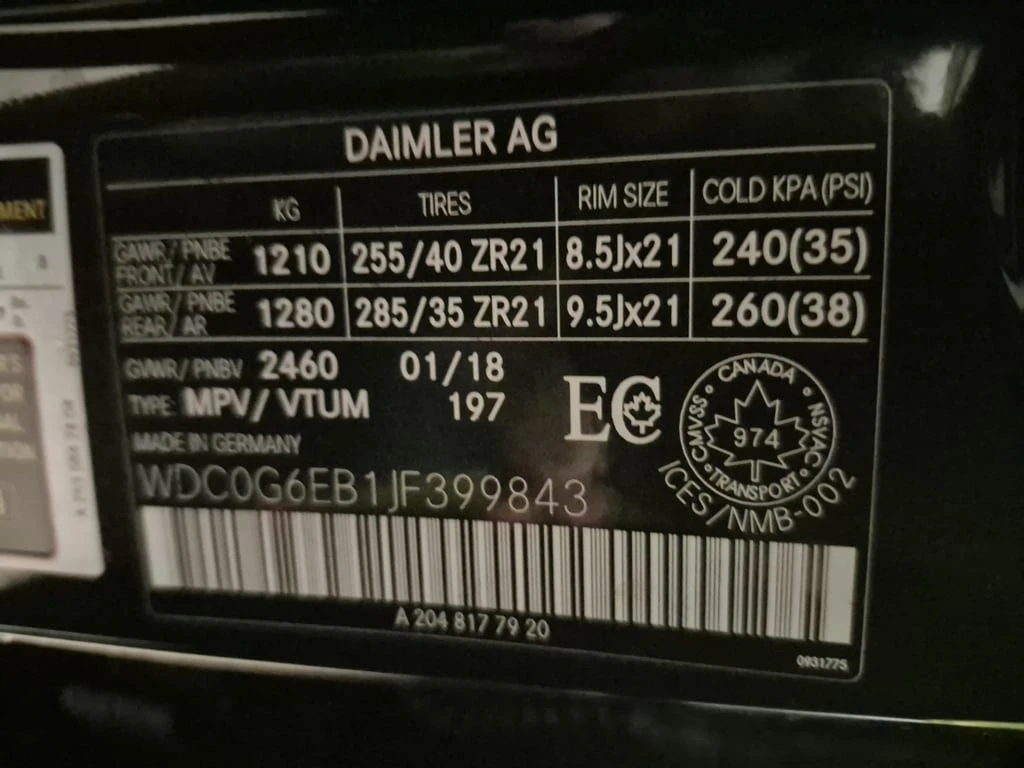 DAIMLER AG
KG TIRES RIM SIZE COLD KPA (PSI)
GAWR / PNBE FRONT / AV 1210 255/40 ZR21 8.5Jx21 240(35)
GAWR / PNBE REAR / AR 1280 285/35 ZR21 9.5Jx21 260(38)
GVWR / PNBV 2460 01/18
TYPE: MPV/ VTUM 197
MADE IN GERMANY
EC
CANADA
CMVSS • NSVAC
974
TRANSPORT
ICES/NMB-002
WDC0G6EB1JF399843
A 204 817 79 20
0931775
MENT